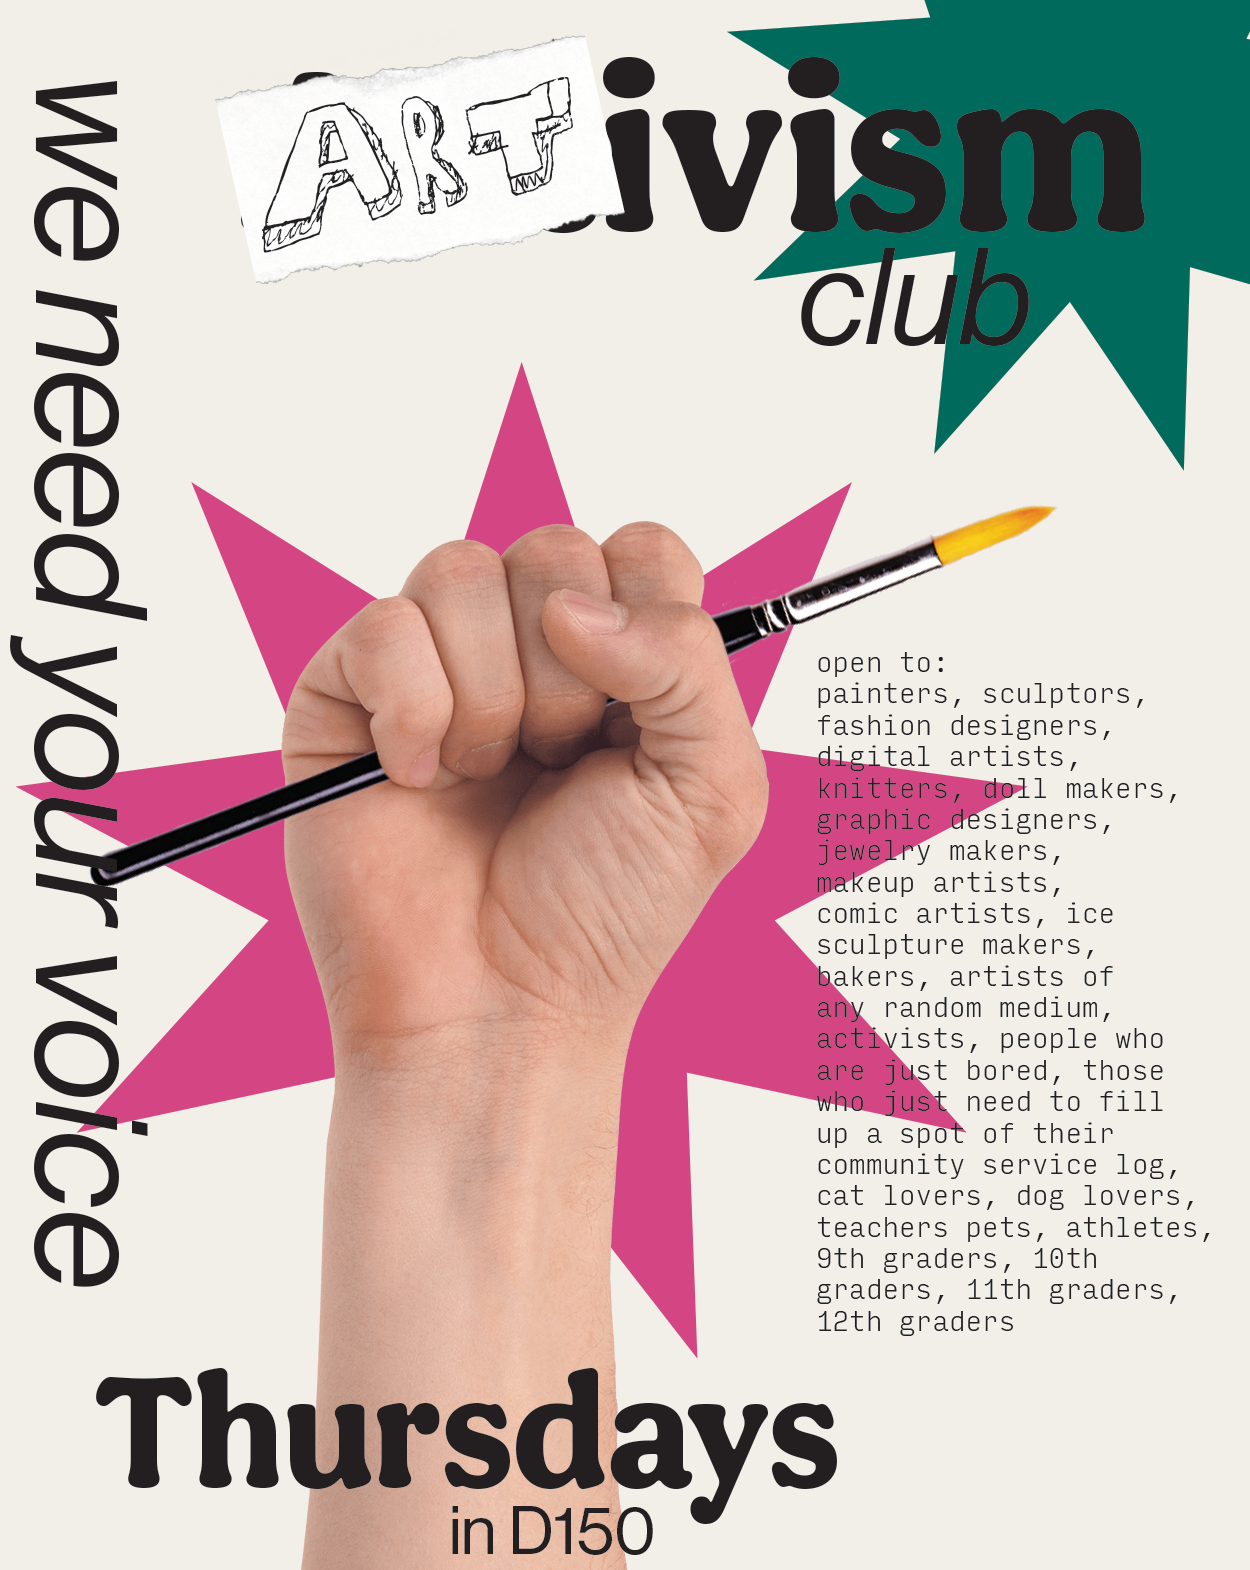 ARTivism
club
we need your voice
open to:
painters, sculptors,
fashion designers,
digital artists,
knitters, doll makers,
graphic designers,
jewelry makers,
makeup artists,
comic artists, ice
sculpture makers,
bakers, artists of
any random medium,
activists, people who
are just bored, those
who just need to fill
up a spot of their
community service log,
cat lovers, dog lovers,
teachers pets, athletes,
9th graders, 10th
graders, 11th graders,
12th graders
Thursdays
in D150